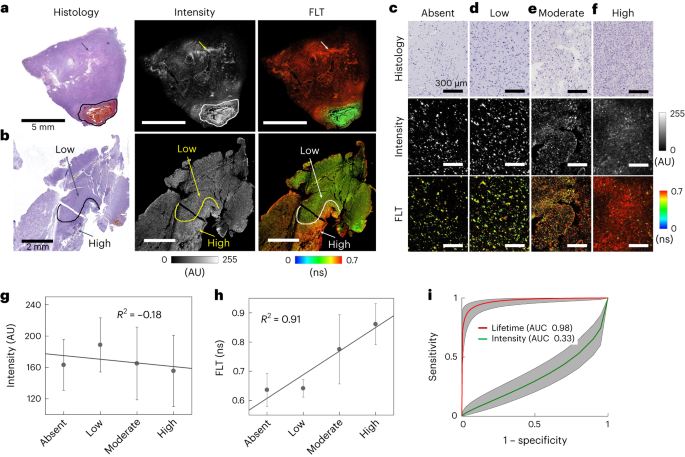 a Histology Intensity FLT
5 mm
b
Low
High
2 mm
Low
High
Low
High
0 255
(AU)
0 0.7
(ns)
c d e f
Absent Low Moderate High
Histology
300 μm
Intensity
255
0
(AU)
FLT
0.7
0
(ns)
g
Intensity (AU)
240
200
160
120
R² = –0.18
Absent Low Moderate High
h
FLT (ns)
0.9
0.8
0.7
0.6
R² = 0.91
Absent Low Moderate High
i
Sensitivity
1
0.5
0
Lifetime (AUC 0.98)
Intensity (AUC 0.33)
0 0.5 1
1 – specificity